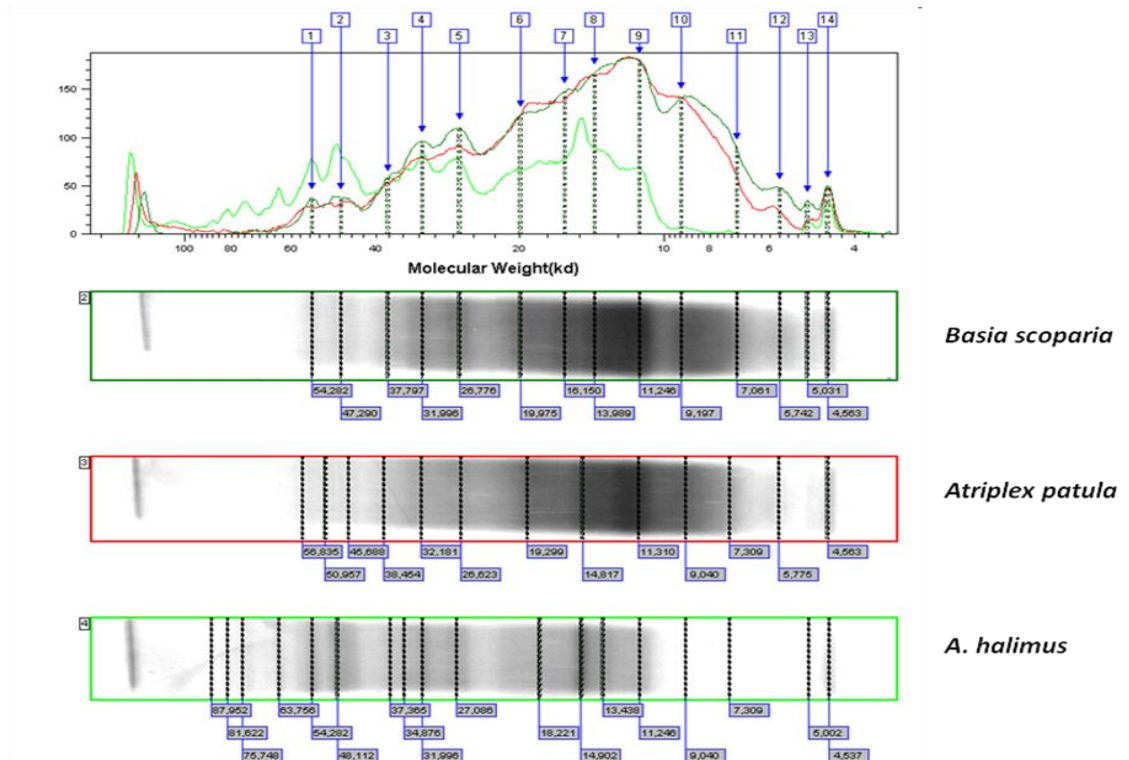 1 2 3 4 5 6 7 8 9 10 11 12 13 14
150
100
50
0
100 80 60 40 20 10 8 6 4
Molecular Weight(kd)
2
Basia scoparia
54,282 37,797 26,776 16,150 11,246 7,061 5,031
47,290 31,996 19,975 13,989 9,197 5,742 4,563
3
Atriplex patula
56,835 45,688 32,181 19,299 11,310 7,309 4,563
50,957 38,454 26,623 14,817 9,040 5,775
4
A. halimus
87,952 63,756 37,365 27,086 13,438 7,309
81,622 54,282 34,876 18,221 11,246 5,002
75,748 48,112 31,996 14,902 9,040 4,537